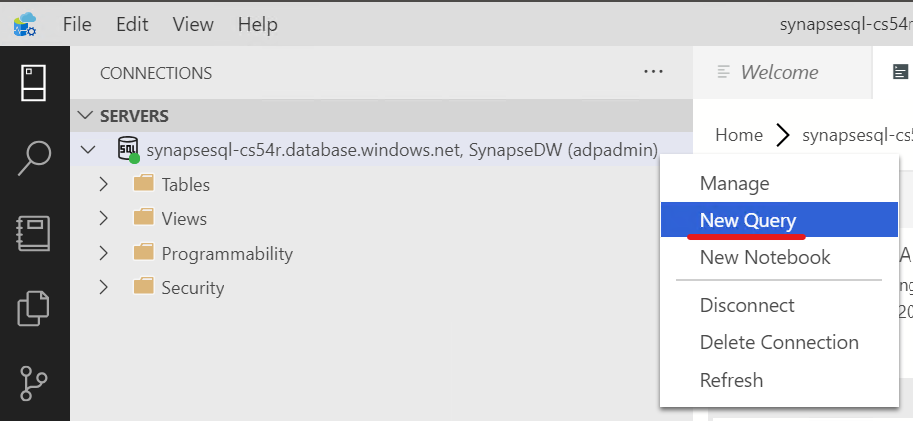 File Edit View Help synapsesql-cs54r
CONNECTIONS ...
Welcome
SERVERS
Home synapsesql-cs5
SQL synapsesql-cs54r.database.windows.net, SynapseDW (adpadmin)
Tables
Views
Programmability
Security
Manage
New Query
New Notebook
Disconnect
Delete Connection
Refresh
A
ng
20